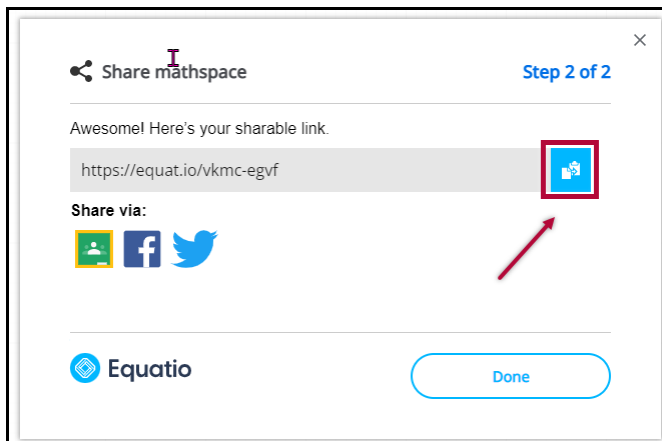 Share mathspace
Step 2 of 2
Awesome! Here's your sharable link.
https://equat.io/vkmc-egvf
Share via:
Equatio
Done